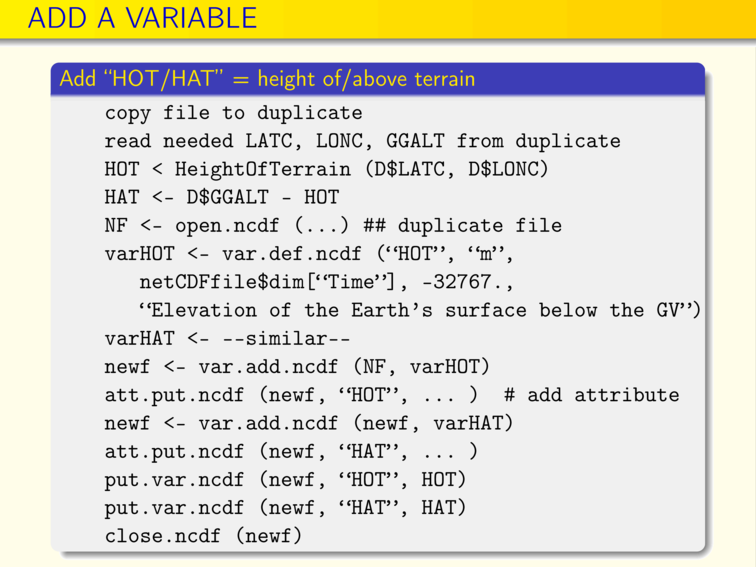 ADD A VARIABLE
Add “HOT/HAT” = height of/above terrain
copy file to duplicate
read needed LATC, LONC, GGALT from duplicate
HOT < HeightOfTerrain (D$LATC, D$LONC)
HAT <- D$GGALT - HOT
NF <- open.ncdf (...) ## duplicate file
varHOT <- var.def.ncdf (“HOT”, “m”,
netCDFfile$dim[“Time”], -32767.,
“Elevation of the Earth's surface below the GV”)
varHAT <- --similar--
newf <- var.add.ncdf (NF, varHOT)
att.put.ncdf (newf, “HOT”, ... ) # add attribute
newf <- var.add.ncdf (newf, varHAT)
att.put.ncdf (newf, “HAT”, ... )
put.var.ncdf (newf, “HOT”, HOT)
put.var.ncdf (newf, “HAT”, HAT)
close.ncdf (newf)